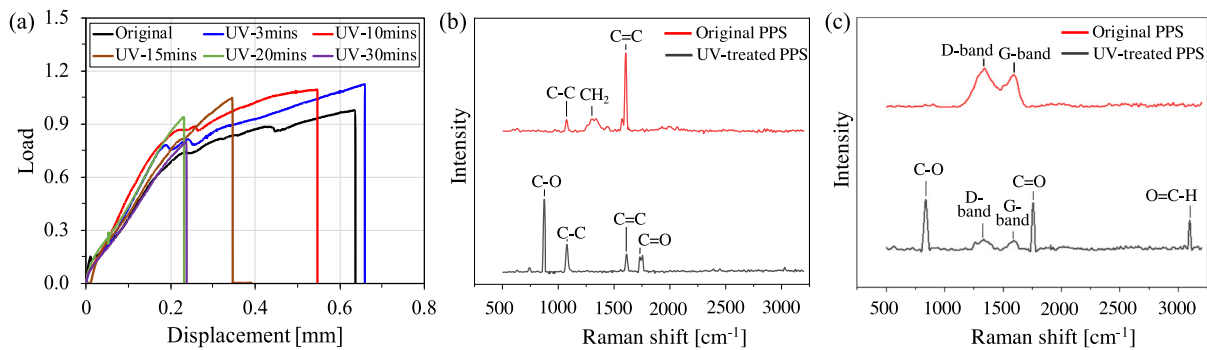 (a)
1.5
1.2
0.9
0.6
0.3
0.0
Load
Original
UV-3mins
UV-10mins
UV-15mins
UV-20mins
UV-30mins
0
0.2
0.4
0.6
0.8
Displacement [mm]
(b)
Intensity
C=C
Original PPS
UV-treated PPS
C-C
CH₂
C-O
C-C
C=C
C=O
500
1000
1500
2000
2500
3000
Raman shift [cm⁻¹]
(c)
Intensity
Original PPS
UV-treated PPS
D-band
G-band
C-O
D-
band
G-
band
C=O
O=C-H
500
1000
1500
2000
2500
3000
Raman shift [cm⁻¹]